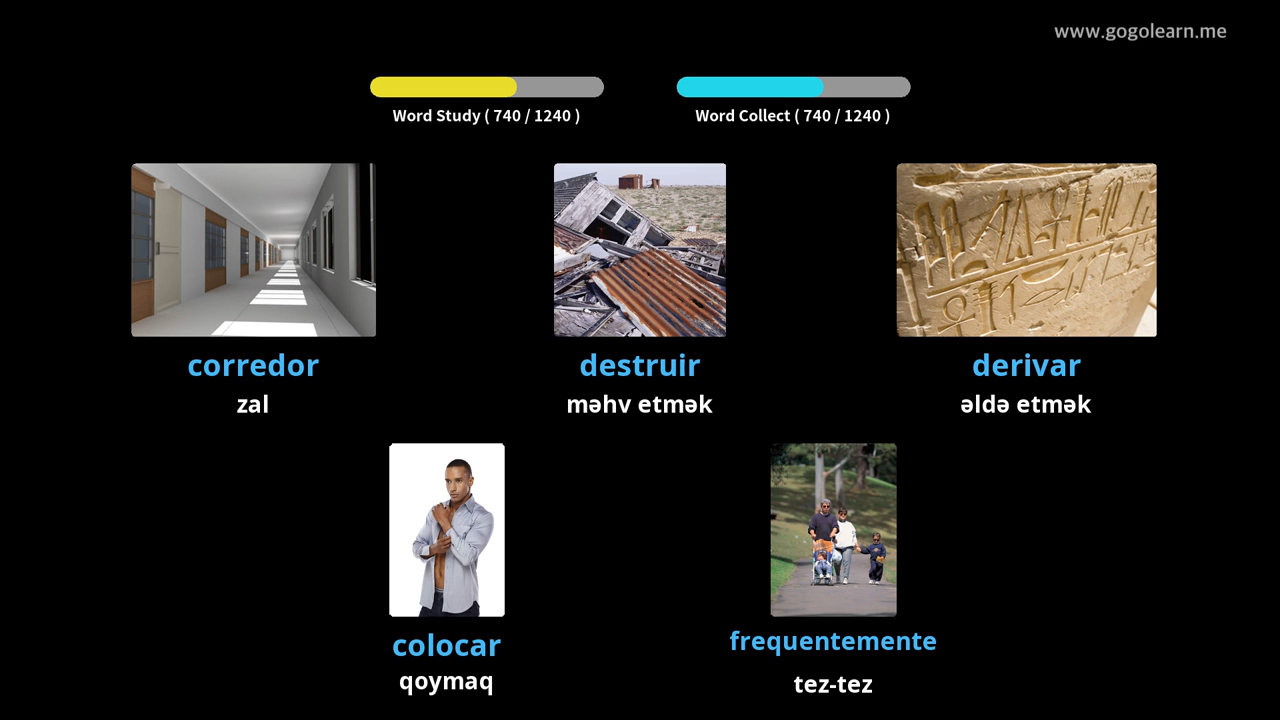 www.gogolearn.me
Word Study ( 740 / 1240 )
Word Collect ( 740 / 1240 )
corredor
destruir
derivar
zal
məhv etmək
əldə etmək
colocar
frequentemente
qoymaq
tez-tez